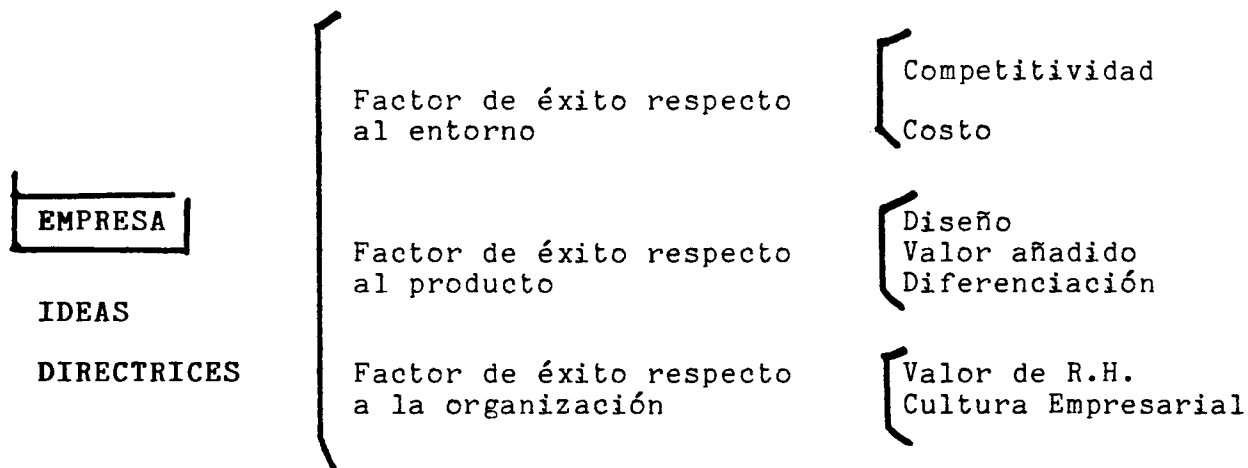 EMPRESA
IDEAS
DIRECTRICES
Factor de éxito respecto
al entorno
Competitividad
Costo
Factor de éxito respecto
al producto
Diseño
Valor añadido
Diferenciación
Factor de éxito respecto
a la organización
Valor de R.H.
Cultura Empresarial